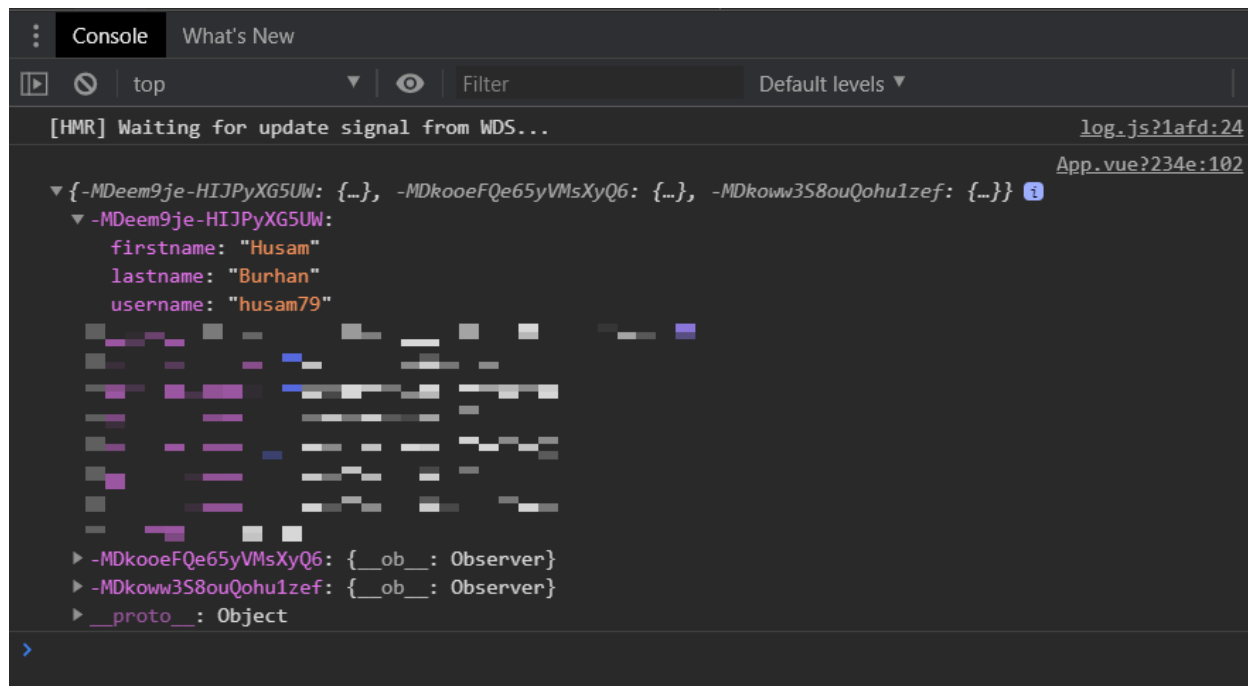 Console What's New
top Filter Default levels
[HMR] Waiting for update signal from WDS... log.js?1afd:24
App.vue?234e:102
{-MDeem9je-HIJPyXG5UW: {…}, -MDkooeFQe65yVMsXyQ6: {…}, -MDkoww3S8ouQohu1zef: {…}}
-MDeem9je-HIJPyXG5UW:
firstname: "Husam"
lastname: "Burhan"
username: "husam79"
-MDkooeFQe65yVMsXyQ6: {__ob__: Observer}
-MDkoww3S8ouQohu1zef: {__ob__: Observer}
__proto__: Object